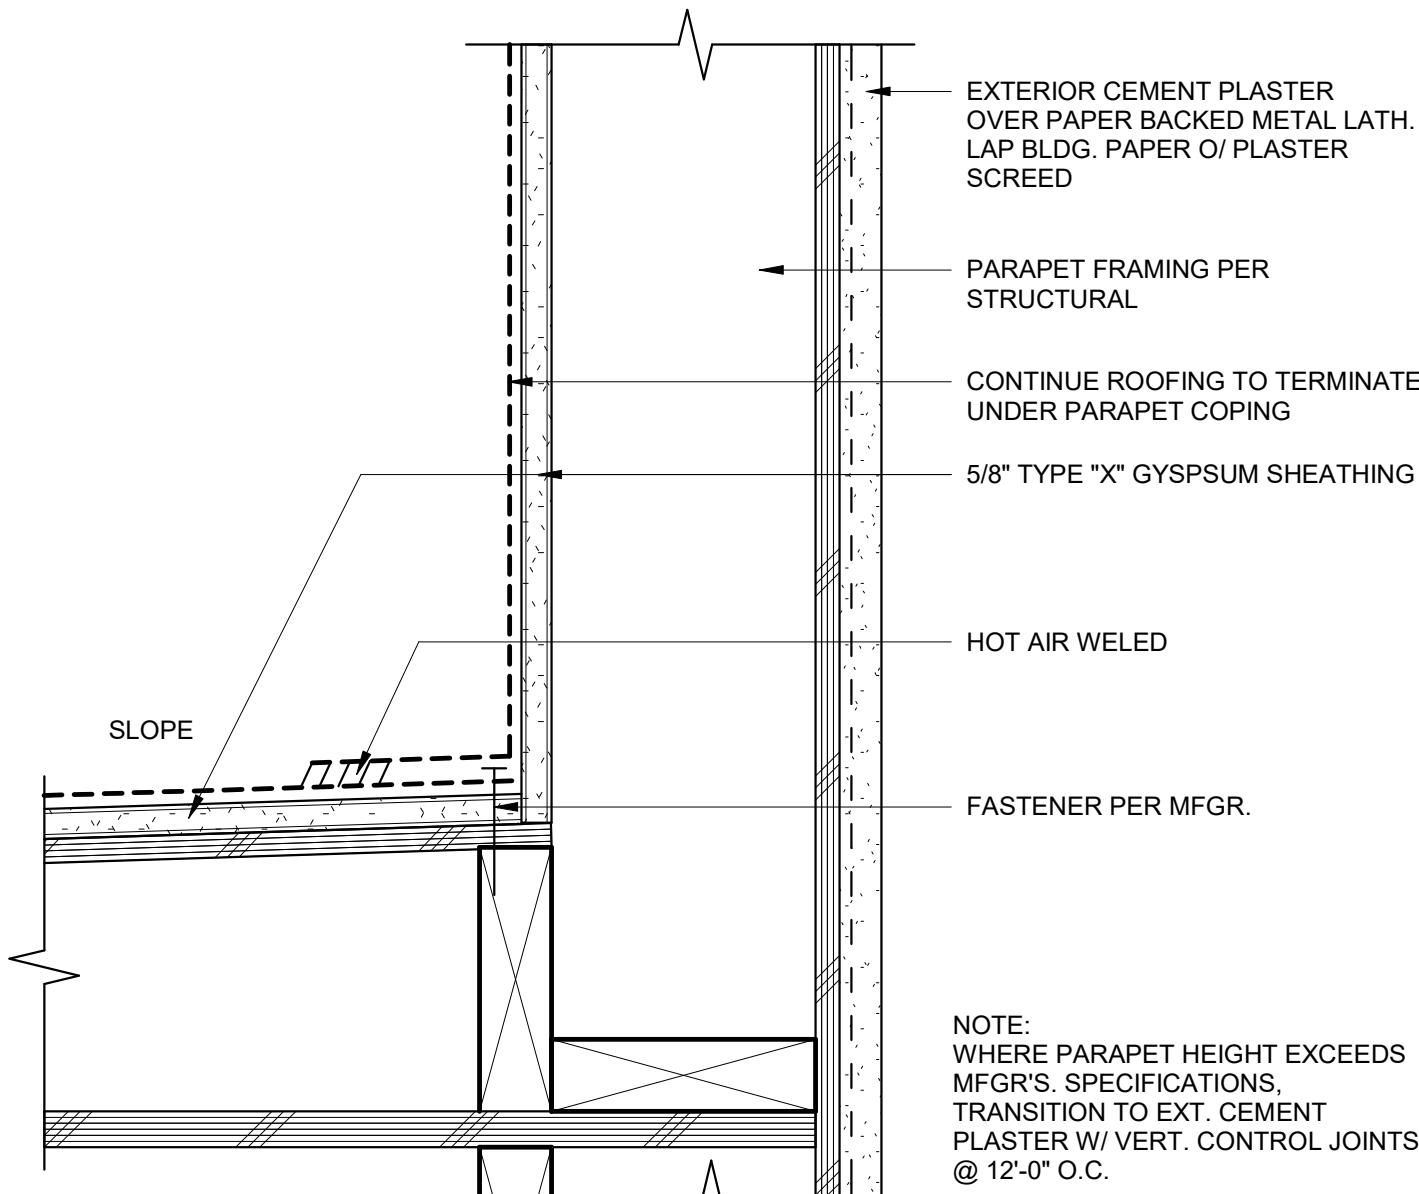 EXTERIOR CEMENT PLASTER
OVER PAPER BACKED METAL LATH.
LAP BLDG. PAPER O/ PLASTER
SCREED
PARAPET FRAMING PER
STRUCTURAL
CONTINUE ROOFING TO TERMINATE
UNDER PARAPET COPING
5/8" TYPE "X" GYSPSUM SHEATHING
HOT AIR WELED
SLOPE
FASTENER PER MFGR.
NOTE:
WHERE PARAPET HEIGHT EXCEEDS
MFGR'S. SPECIFICATIONS,
TRANSITION TO EXT. CEMENT
PLASTER W/ VERT. CONTROL JOINTS
@ 12'-0" O.C.